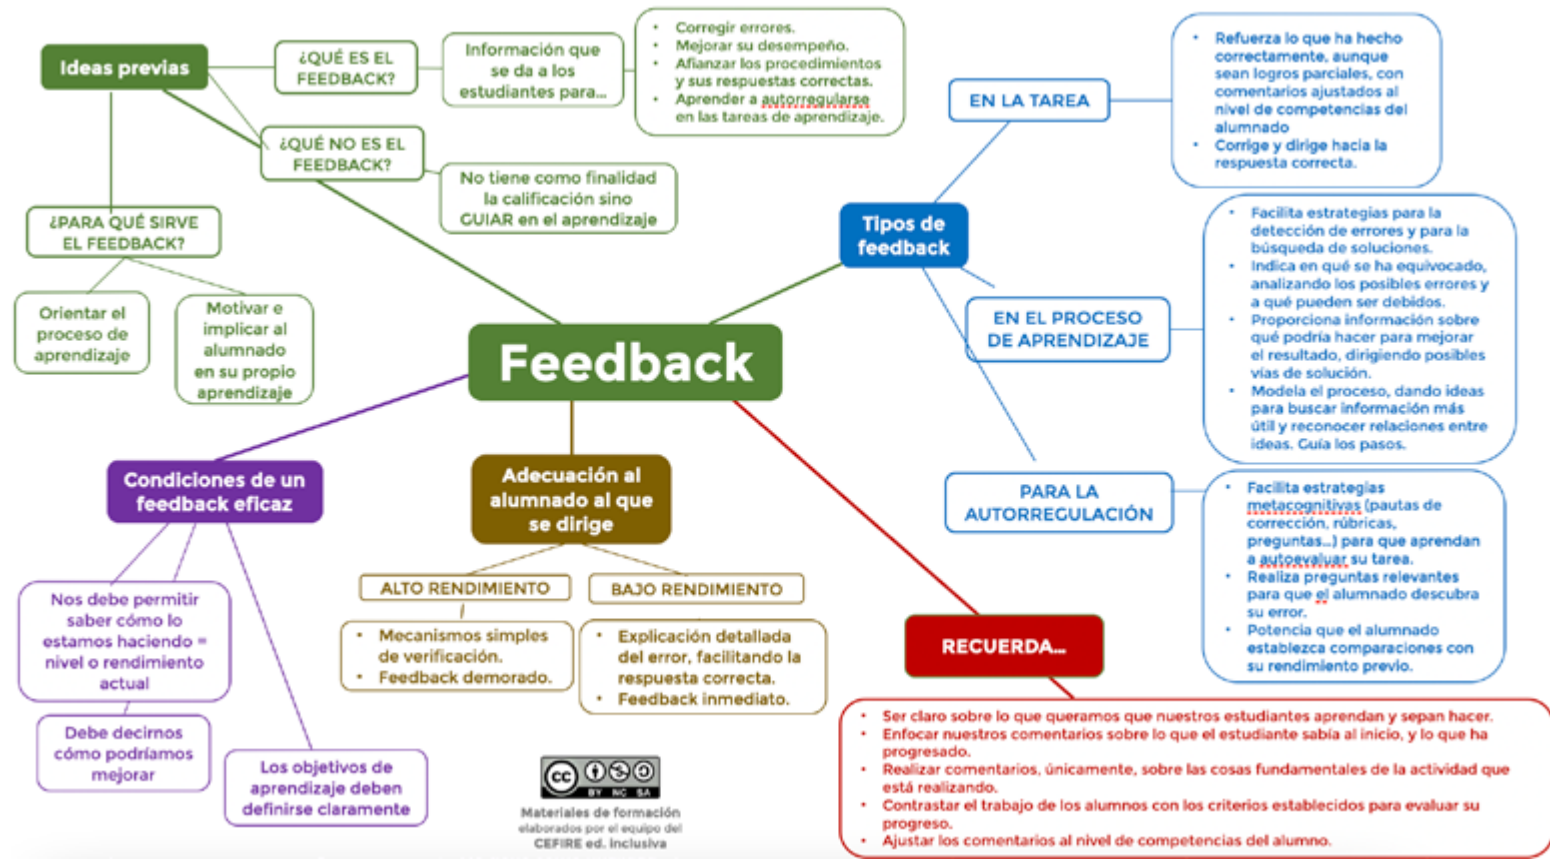 Ideas previas
¿QUÉ ES EL
FEEDBACK?
Información que
se da a los
estudiantes para...
• Corregir errores.
• Mejorar su desempeño.
• Afianzar los procedimientos
y sus respuestas correctas.
• Aprender a autorregularse
en las tareas de aprendizaje.
¿QUÉ NO ES EL
FEEDBACK?
No tiene como finalidad
la calificación sino
GUIAR en el aprendizaje
¿PARA QUÉ SIRVE
EL FEEDBACK?
Orientar el
proceso de
aprendizaje
Motivar e
implicar al
alumnado
en su propio
aprendizaje
Feedback
Tipos de
feedback
EN LA TAREA
• Refuerza lo que ha hecho
correctamente, aunque
sean logros parciales, con
comentarios ajustados al
nivel de competencias del
alumnado
• Corrige y dirige hacia la
respuesta correcta.
EN EL PROCESO
DE APRENDIZAJE
• Facilita estrategias para la
detección de errores y para la
búsqueda de soluciones.
• Indica en qué se ha equivocado,
analizando los posibles errores y
a qué pueden ser debidos.
• Proporciona información sobre
qué podría hacer para mejorar
el resultado, dirigiendo posibles
vías de solución.
• Modela el proceso, dando ideas
para buscar información más
útil y reconocer relaciones entre
ideas. Guía los pasos.
PARA LA
AUTORREGULACIÓN
• Facilita estrategias
metacognitivas (pautas de
corrección, rúbricas,
preguntas...) para que aprendan
a autoevaluar su tarea.
• Realiza preguntas relevantes
para que el alumnado descubra
su error.
• Potencia que el alumnado
establezca comparaciones con
su rendimiento previo.
Condiciones de un
feedback eficaz
Nos debe permitir
saber cómo lo
estamos haciendo =
nivel o rendimiento
actual
Debe decirnos
cómo podríamos
mejorar
Los objetivos de
aprendizaje deben
definirse claramente
Adecuación al
alumnado al que
se dirige
ALTO RENDIMIENTO
• Mecanismos simples
de verificación.
• Feedback demorado.
BAJO RENDIMIENTO
• Explicación detallada
del error, facilitando la
respuesta correcta.
• Feedback inmediato.
RECUERDA...
• Ser claro sobre lo que queramos que nuestros estudiantes aprendan y sepan hacer.
• Enfocar nuestros comentarios sobre lo que el estudiante sabía al inicio, y lo que ha
progresado.
• Realizar comentarios, únicamente, sobre las cosas fundamentales de la actividad que
está realizando.
• Contrastar el trabajo de los alumnos con los criterios establecidos para evaluar su
progreso.
• Ajustar los comentarios al nivel de competencias del alumno.
cc
BY NC SA
Materiales de formación
elaborados por el equipo del
CEFIRE ed. inclusiva